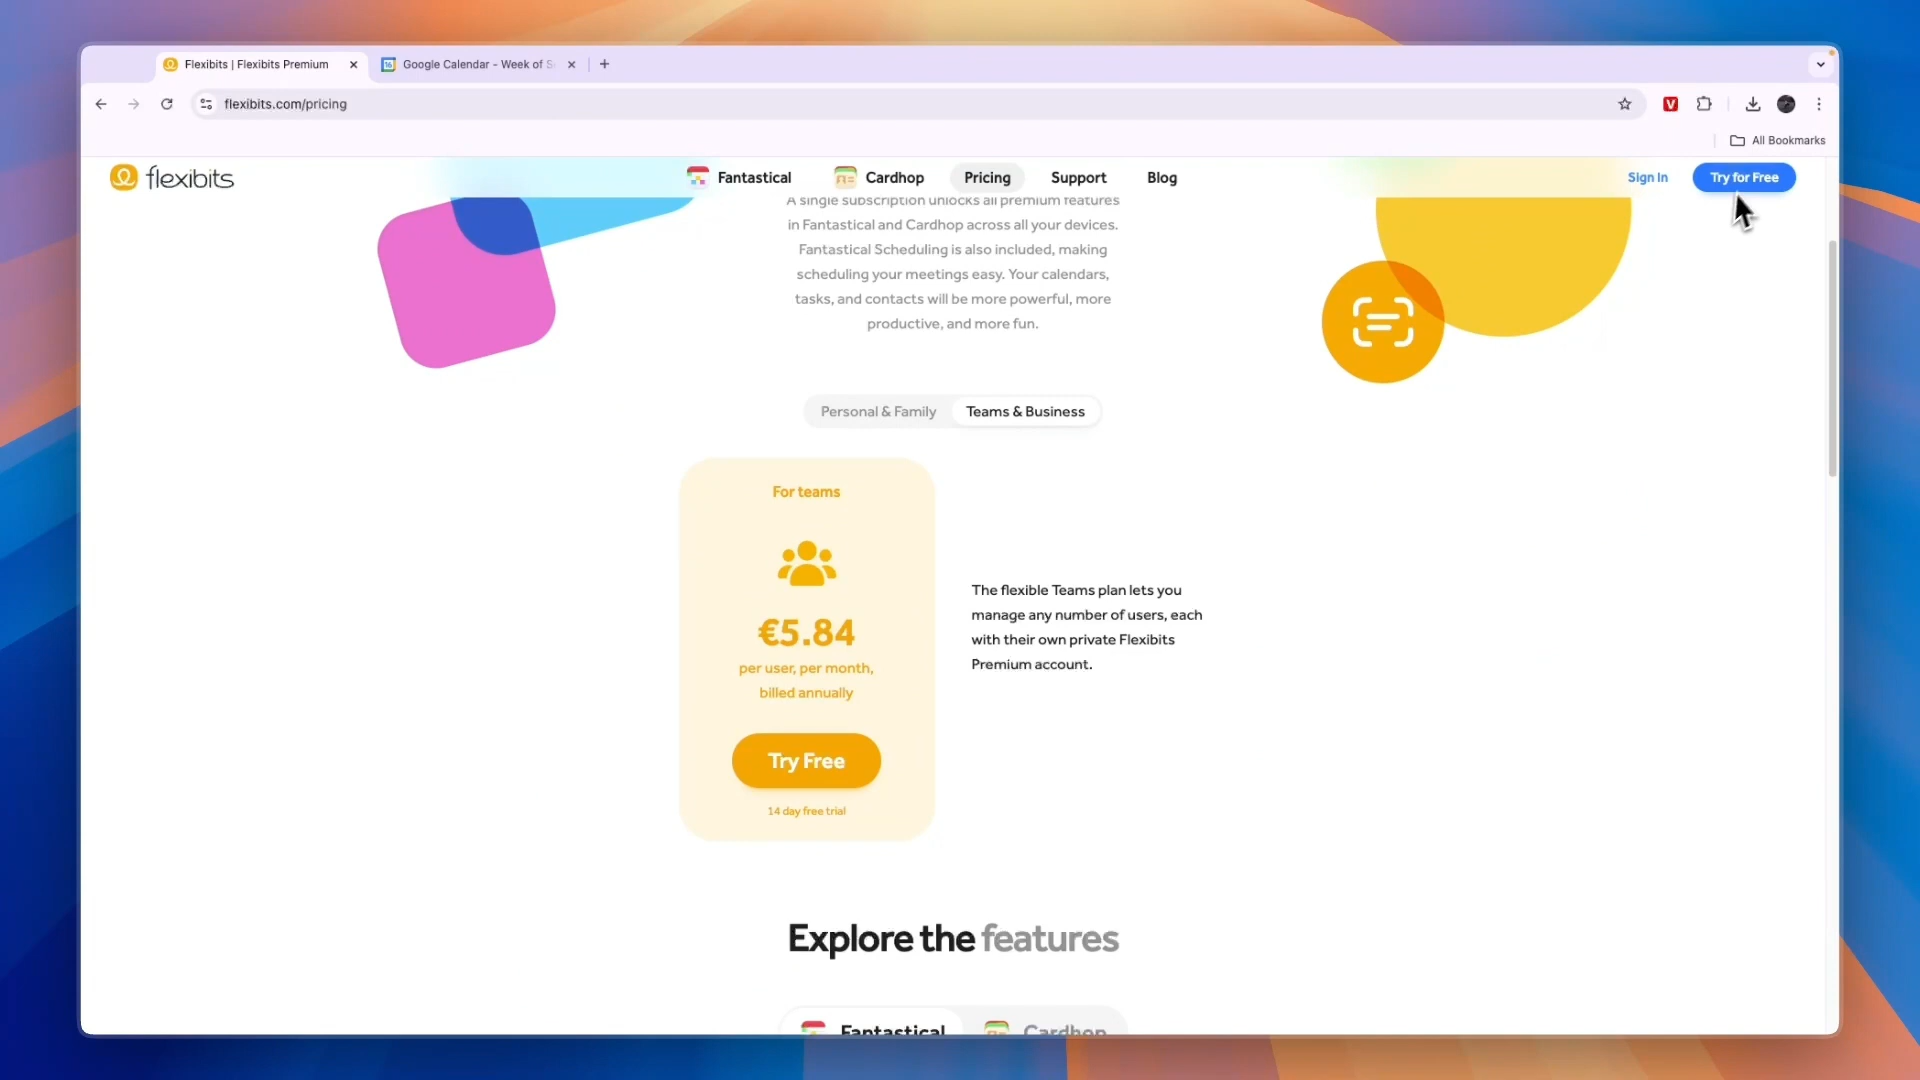 Flexibits | Flexibits Premium
Google Calendar - Week of S
flexibits.com/pricing
V
All Bookmarks
flexibits
Fantastical
Cardhop
Pricing
Support
Blog
Sign In
Try for Free
A single subscription unlocks all premium features
in Fantastical and Cardhop across all your devices.
Fantastical Scheduling is also included, making
scheduling your meetings easy. Your calendars,
tasks, and contacts will be more powerful, more
productive, and more fun.
Personal & Family
Teams & Business
For teams
€5.84
per user, per month,
billed annually
Try Free
14 day free trial
The flexible Teams plan lets you
manage any number of users, each
with their own private Flexibits
Premium account.
Explore the features
Fantastical
Cardhop